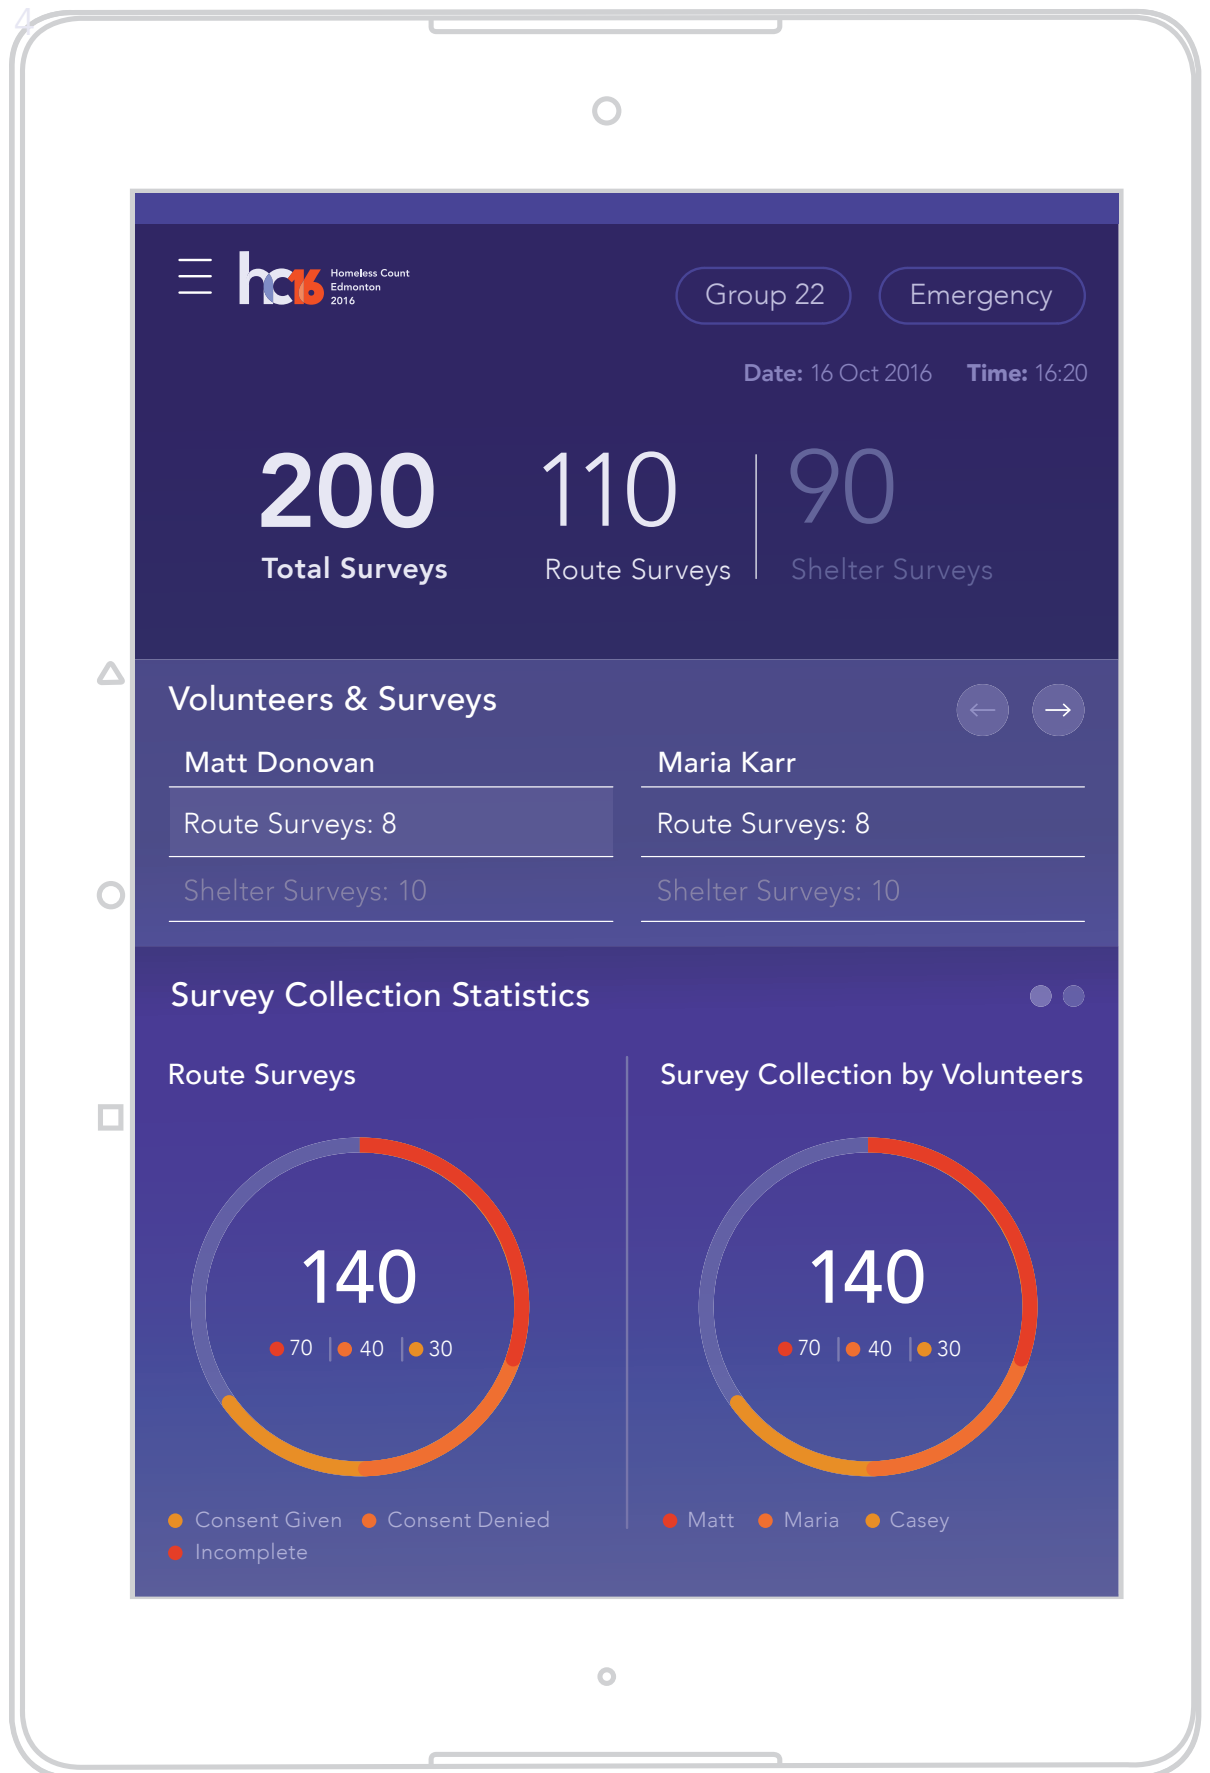 4
hc16
Homeless Count
Edmonton
2016
Group 22
Emergency
Date: 16 Oct 2016 Time: 16:20
200
Total Surveys
110
Route Surveys
90
Shelter Surveys
Volunteers & Surveys
Matt Donovan
Route Surveys: 8
Shelter Surveys: 10
Maria Karr
Route Surveys: 8
Shelter Surveys: 10
Survey Collection Statistics
Route Surveys
140
70 | 40 | 30
Consent Given Consent Denied
Incomplete
Survey Collection by Volunteers
140
70 | 40 | 30
Matt Maria Casey